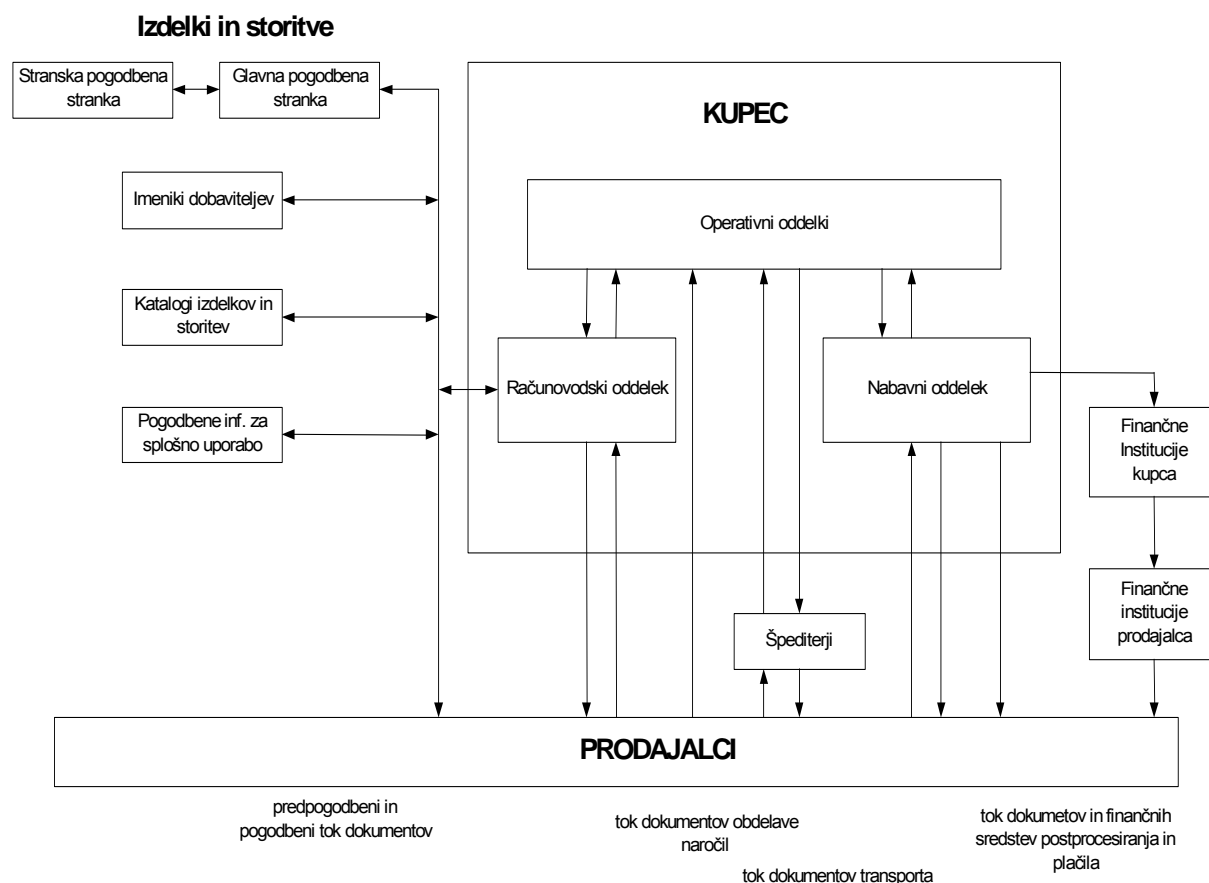 Izdelki in storitve
Stranska pogodbena
stranka
Glavna pogodbena
stranka
KUPEC
Imeniki dobaviteljev
Operativni oddelki
Katalogi izdelkov in
storitev
Računovodski oddelek
Nabavni oddelek
Pogodbene inf. za
splošno uporabo
Finančne
Institucije
kupca
Finančne
institucije
prodajalca
Špediterji
PRODAJALCI
predpogodbeni in
pogodbeni tok dokumentov
tok dokumentov obdelave
naročil
tok dokumetov in finančnih
sredstev postprocesiranja in
plačila
tok dokumentov transporta